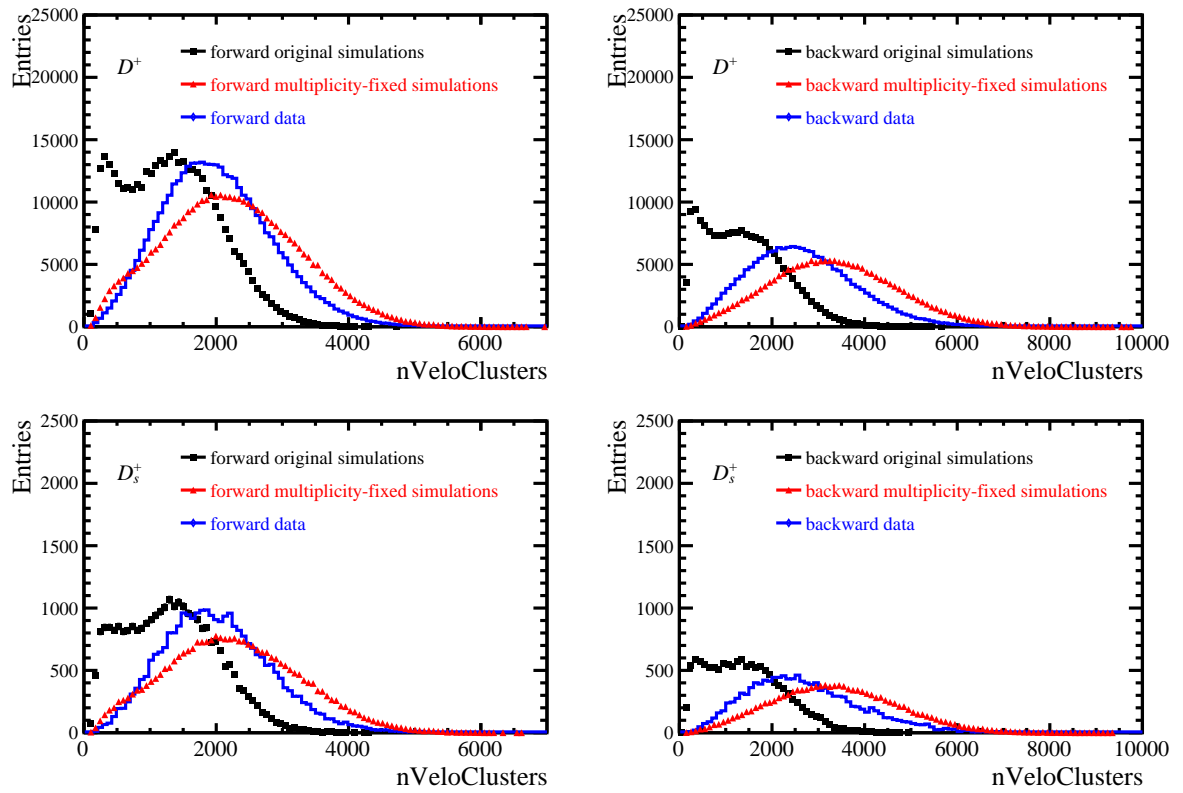 Entries
25000
20000
15000
10000
5000
0
D⁺
forward original simulations
forward multiplicity-fixed simulations
forward data
0 2000 4000 6000
nVeloClusters
Entries
25000
20000
15000
10000
5000
0
D⁺
backward original simulations
backward multiplicity-fixed simulations
backward data
0 2000 4000 6000 8000 10000
nVeloClusters
Entries
2500
2000
1500
1000
500
0
Dₛ⁺
forward original simulations
forward multiplicity-fixed simulations
forward data
0 2000 4000 6000
nVeloClusters
Entries
2500
2000
1500
1000
500
0
Dₛ⁺
backward original simulations
backward multiplicity-fixed simulations
backward data
0 2000 4000 6000 8000 10000
nVeloClusters